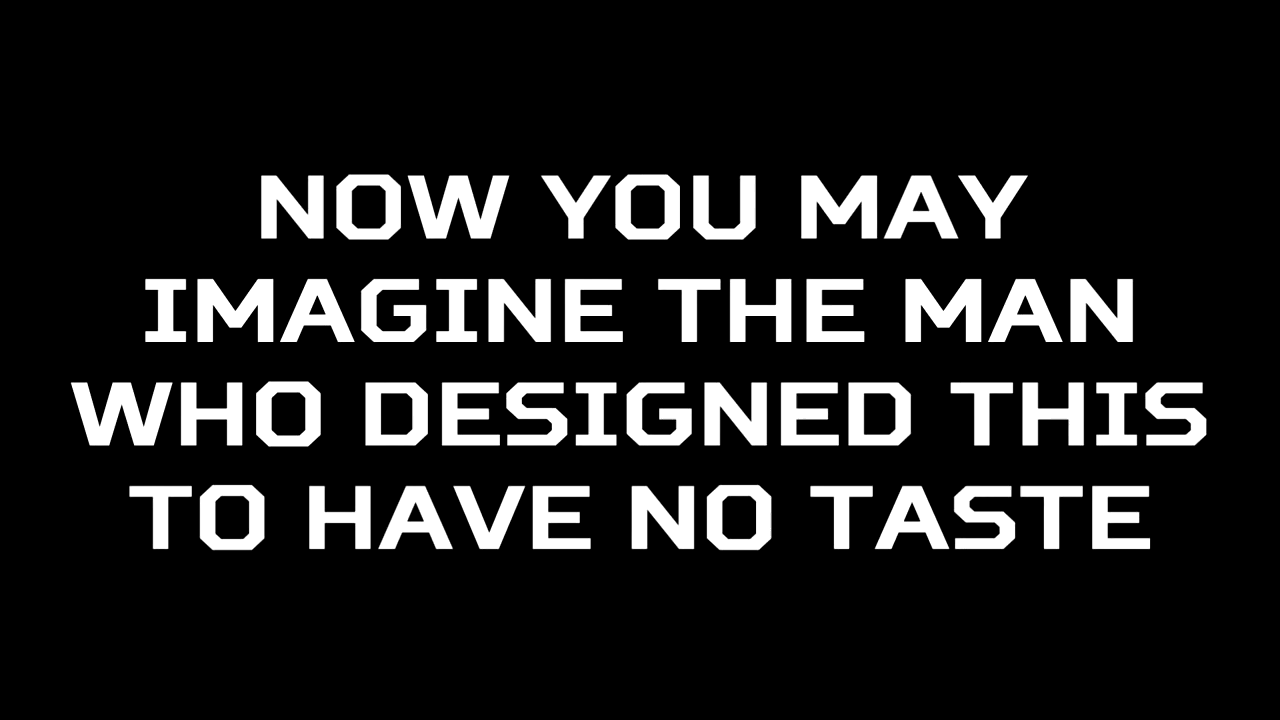 NOW YOU MAY
IMAGINE THE MAN
WHO DESIGNED THIS
TO HAVE NO TASTE